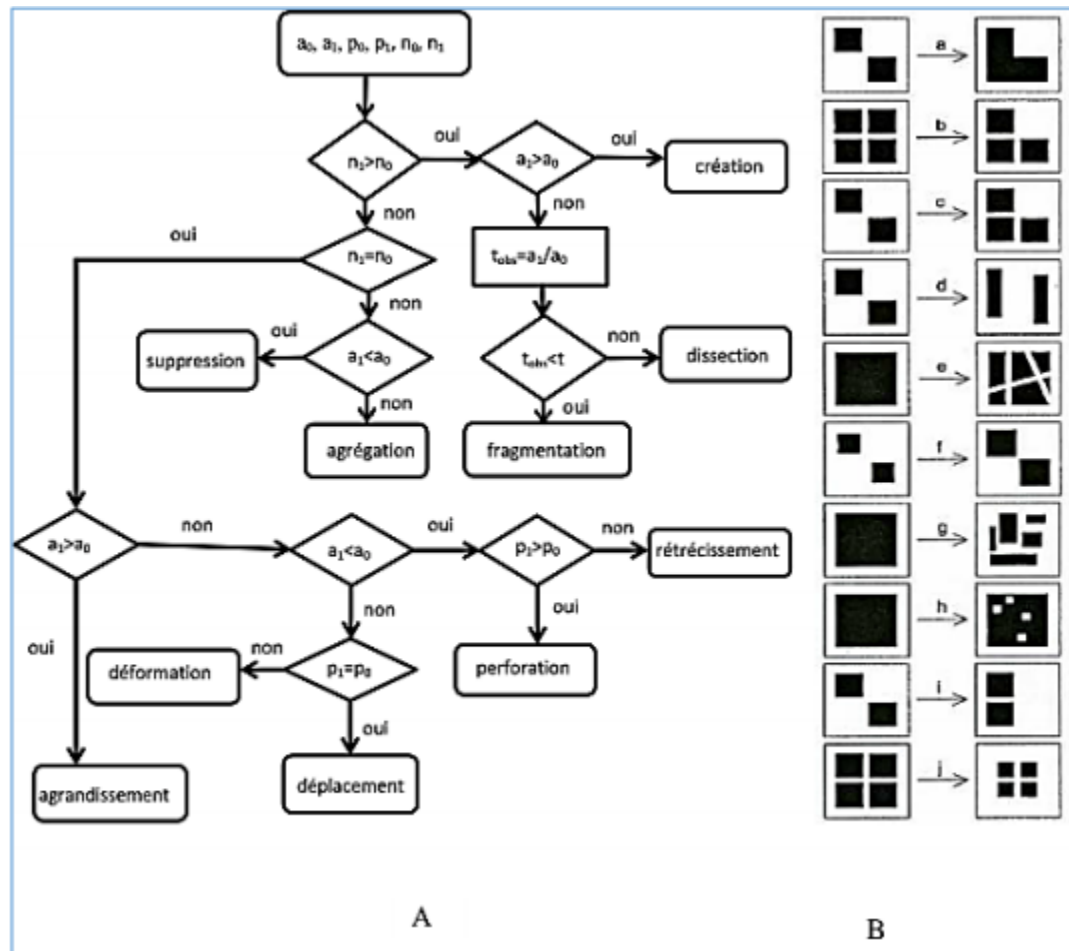 a₀, a₁, p₀, p₁, n₀, n₁
n₁>n₀
oui
a₁>a₀
oui
création
non
non
oui
n₁=n₀
t_obs=a₁/a₀
non
suppression
oui
a₁<a₀
t_obs<t
non
dissection
non
oui
agrégation
fragmentation
a₁>a₀
non
a₁<a₀
oui
p₁>p₀
non
rétrécissement
oui
non
oui
déformation
non
p₁=p₀
perforation
oui
agrandissement
déplacement
A
a
b
c
d
e
f
g
h
i
j
B